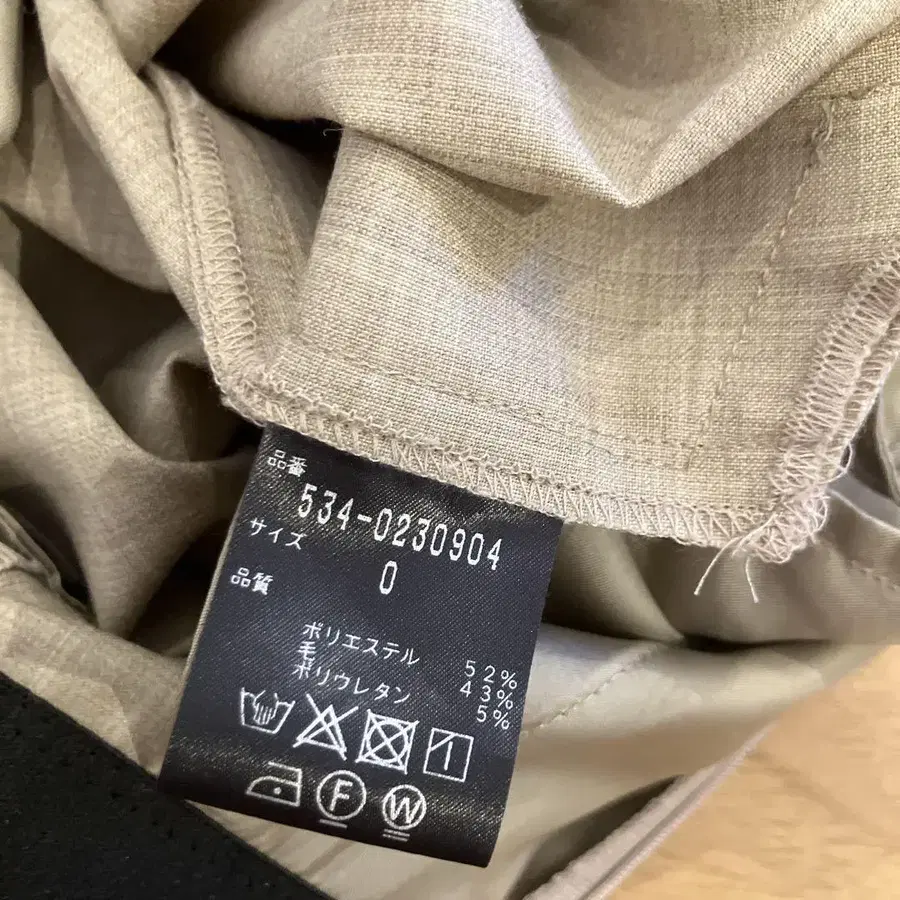 品番
534-0230904
サイズ
0
品質
ポリエステル 52%
毛 43%
ポリウレタン 5%
F W